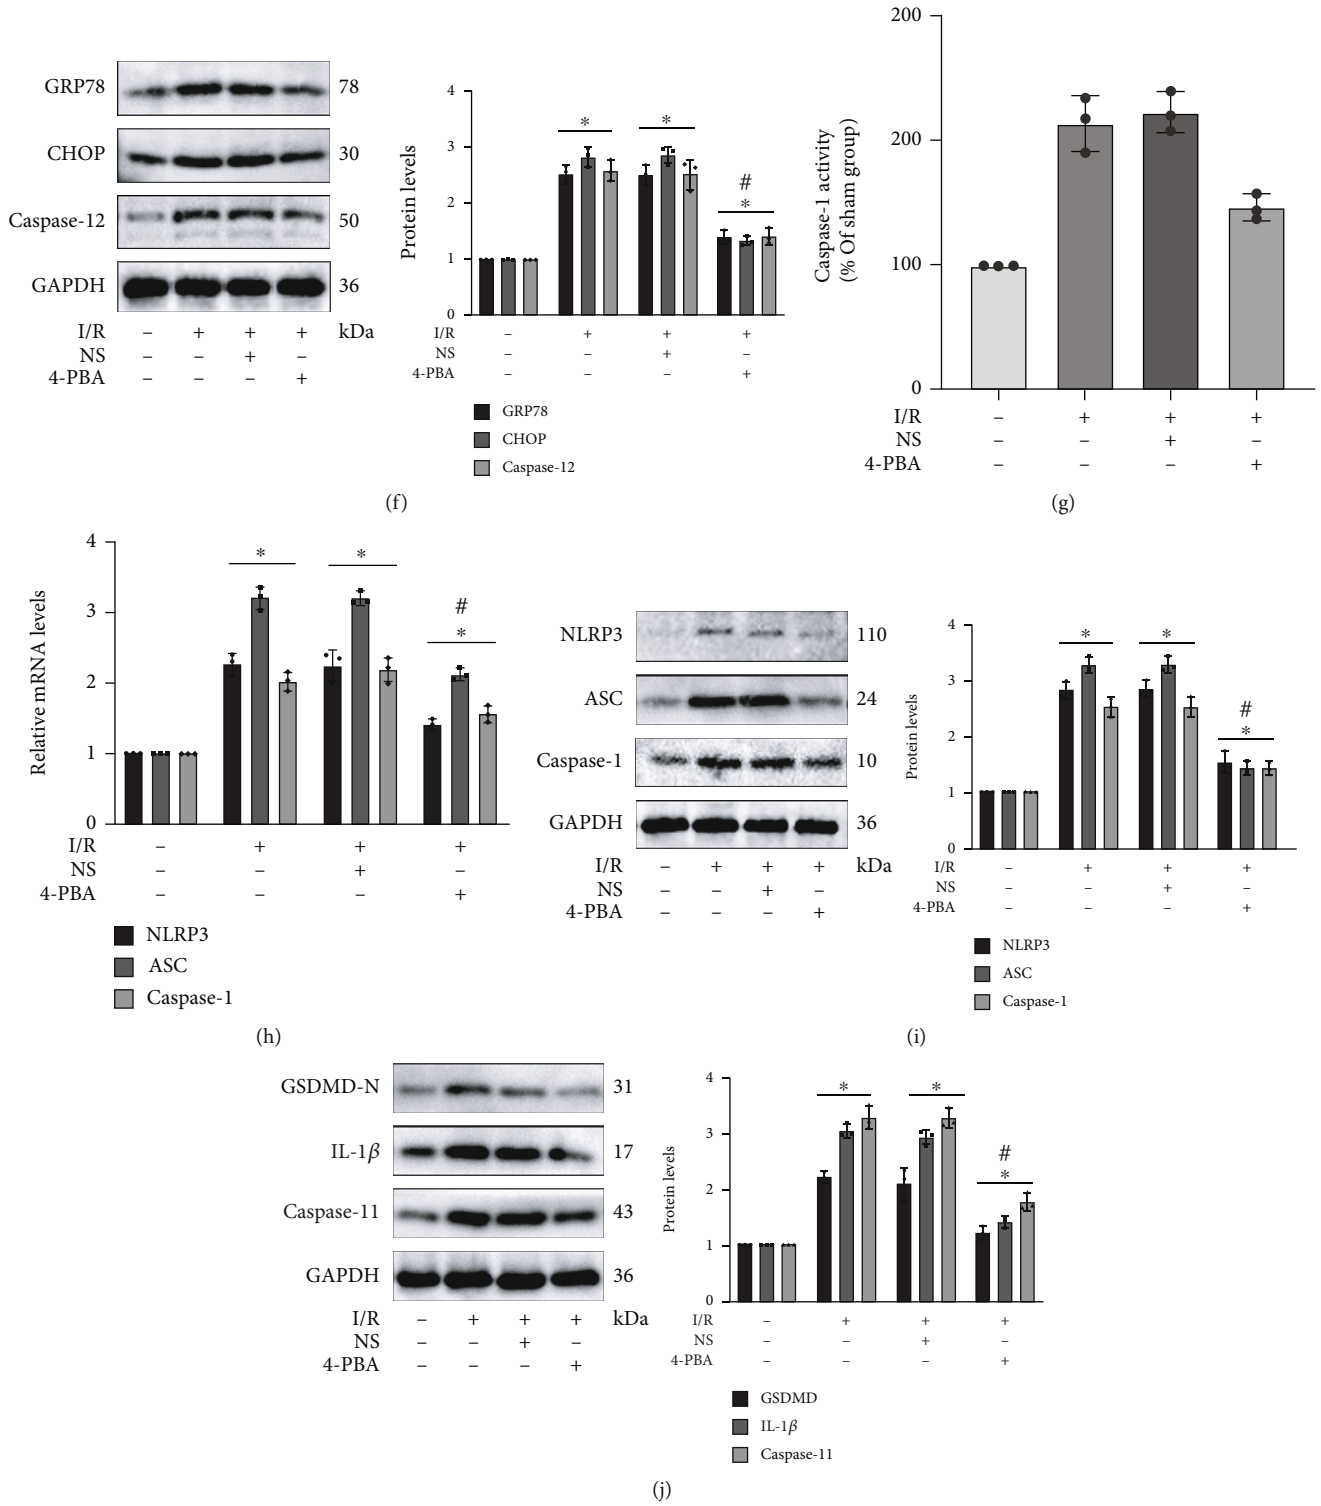 GRP78
78
CHOP
30
Caspase-12
50
GAPDH
36
I/R – + + + kDa
NS – – + –
4-PBA – – – +
Protein levels
4
3
2
1
0
* * # *
I/R – + + +
NS – – + –
4-PBA – – – +
GRP78
CHOP
Caspase-12
(f)
Caspase-1 activity
(% Of sham group)
200
200
100
0
I/R – + + +
NS – – + –
4-PBA – – – +
(g)
Relative mRNA levels
4
3
2
1
0
* * # *
I/R – + + +
NS – – + –
4-PBA – – – +
NLRP3
ASC
Caspase-1
(h)
NLRP3
110
ASC
24
Caspase-1
10
GAPDH
36
I/R – + + + kDa
NS – – + –
4-PBA – – – +
Protein levels
4
3
2
1
0
* * # *
I/R – + + +
NS – – + –
4-PBA – – – +
NLRP3
ASC
Caspase-1
(i)
GSDMD-N
31
IL-1β
17
Caspase-11
43
GAPDH
36
I/R – + + + kDa
NS – – + –
4-PBA – – – +
Protein levels
4
3
2
1
0
* * # *
I/R – + + +
NS – – + –
4-PBA – – – +
GSDMD
IL-1β
Caspase-11
(j)